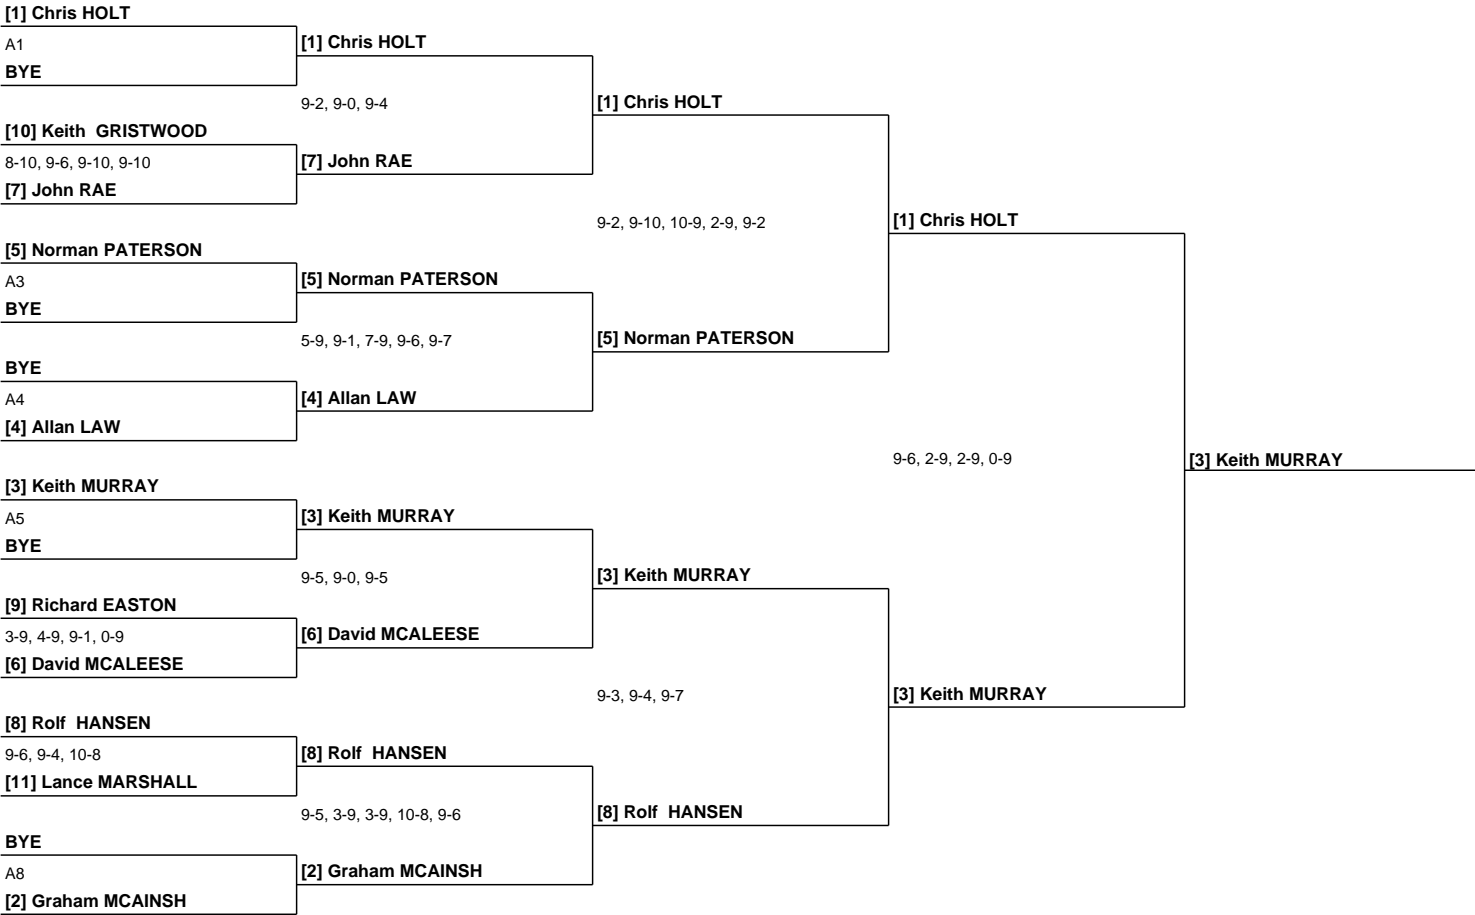 [1] Chris HOLT
A1
BYE
[10] Keith  GRISTWOOD
8-10, 9-6, 9-10, 9-10
[7] John RAE
[5] Norman PATERSON
A3
BYE
BYE
A4
[4] Allan LAW
[3] Keith MURRAY
A5
BYE
[9] Richard EASTON
3-9, 4-9, 9-1, 0-9
[6] David MCALEESE
[8] Rolf  HANSEN
9-6, 9-4, 10-8
[11] Lance MARSHALL
BYE
A8
[2] Graham MCAINSH
[1] Chris HOLT
9-2, 9-0, 9-4
[7] John RAE
[5] Norman PATERSON
5-9, 9-1, 7-9, 9-6, 9-7
[4] Allan LAW
[3] Keith MURRAY
9-5, 9-0, 9-5
[6] David MCALEESE
[8] Rolf  HANSEN
9-5, 3-9, 3-9, 10-8, 9-6
[2] Graham MCAINSH
[1] Chris HOLT
9-2, 9-10, 10-9, 2-9, 9-2
[5] Norman PATERSON
[3] Keith MURRAY
9-3, 9-4, 9-7
[8] Rolf  HANSEN
[1] Chris HOLT
9-6, 2-9, 2-9, 0-9
[3] Keith MURRAY
[3] Keith MURRAY